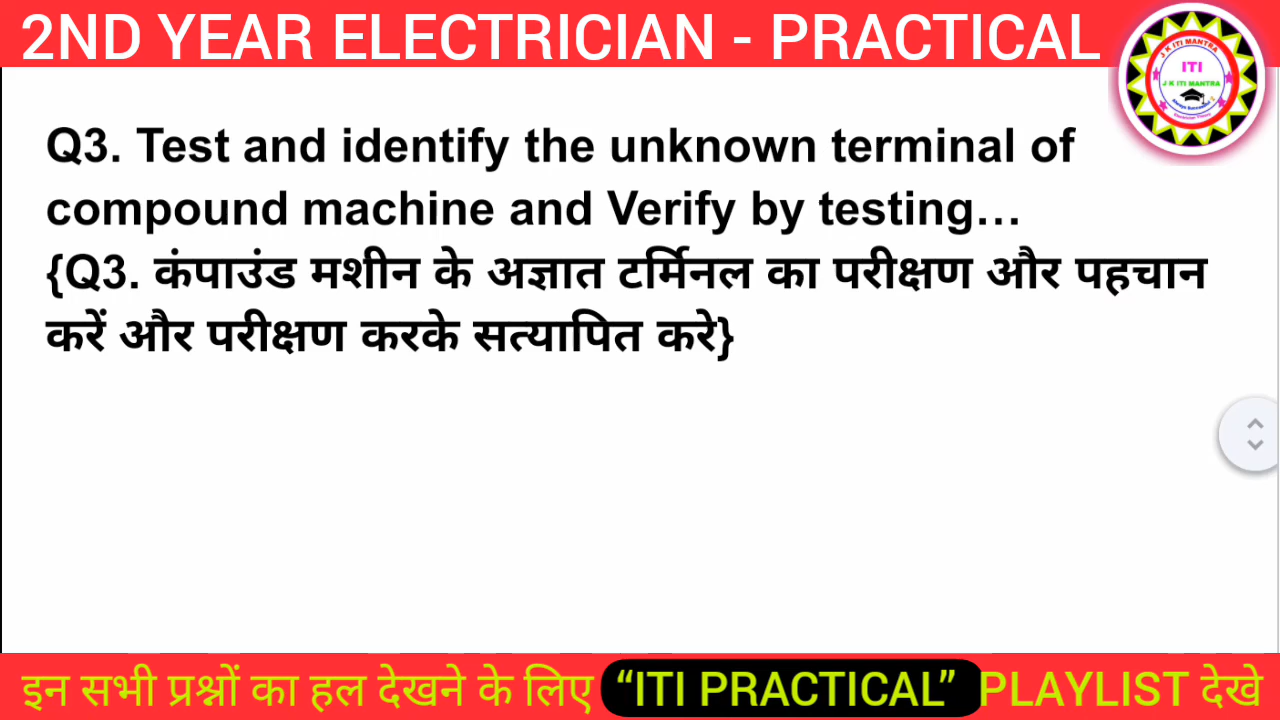 2ND YEAR ELECTRICIAN - PRACTICAL
J K ITI MANTRA
ITI
J K ITI MANTRA
Q3. Test and identify the unknown terminal of
compound machine and Verify by testing…
{Q3. कंपाउंड मशीन के अज्ञात टर्मिनल का परीक्षण और पहचान
करें और परीक्षण करके सत्यापित करे}
इन सभी प्रश्नों का हल देखने के लिए “ITI PRACTICAL” PLAYLIST देखे